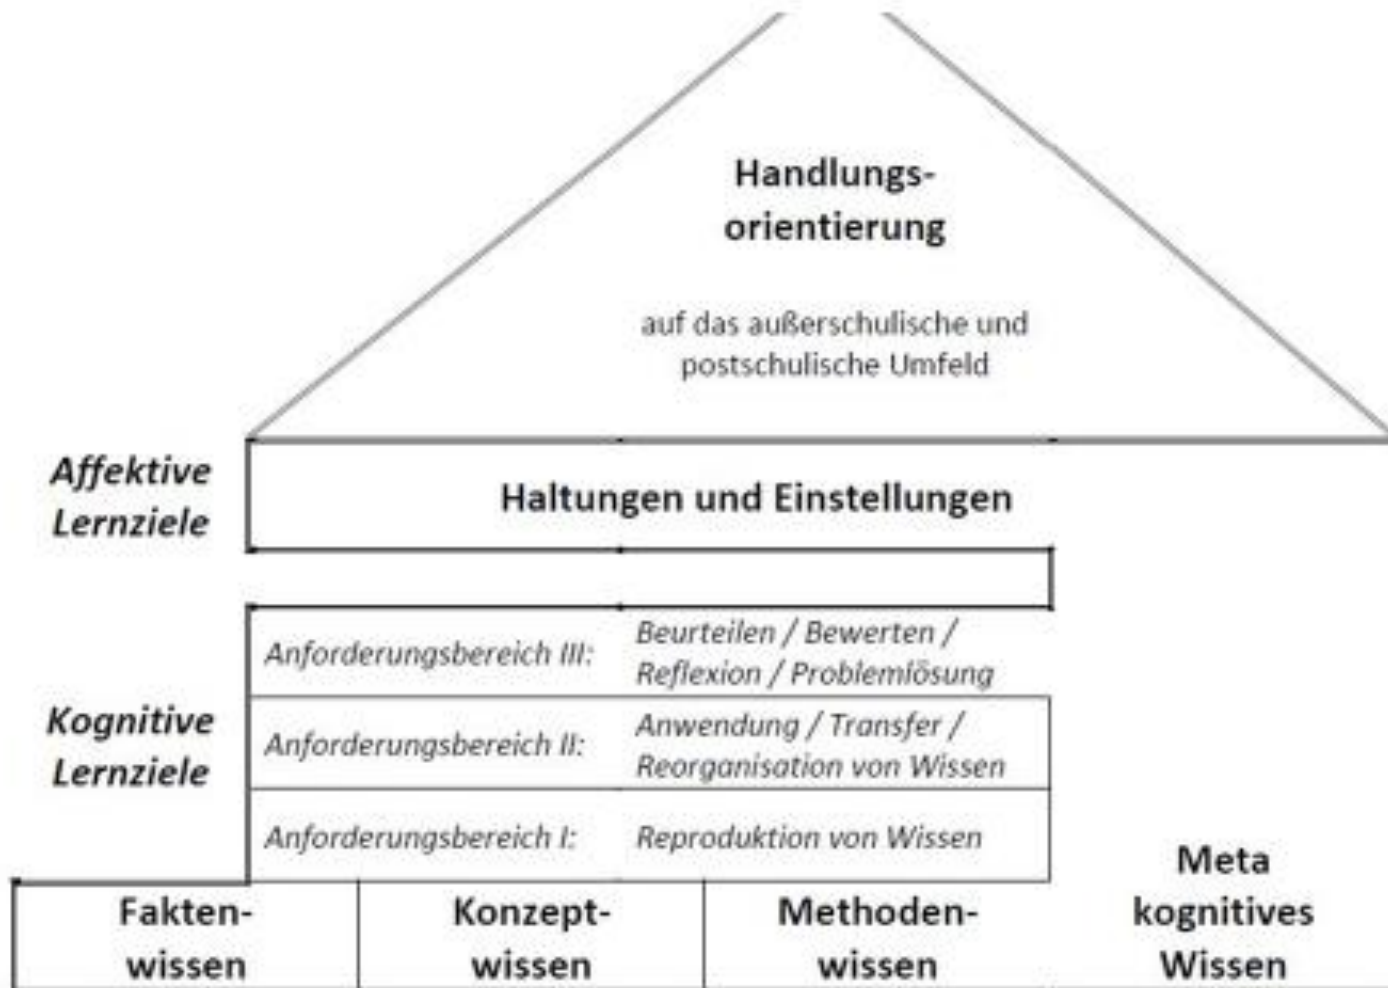 Handlungs-
orientierung
auf das außerschulische und
postschulische Umfeld
Affektive
Lernziele
Haltungen und Einstellungen
Kognitive
Lernziele
Anforderungsbereich III:
Beurteilen / Bewerten /
Reflexion / Problemlösung
Anforderungsbereich II:
Anwendung / Transfer /
Reorganisation von Wissen
Anforderungsbereich I:
Reproduktion von Wissen
Fakten-
wissen
Konzept-
wissen
Methoden-
wissen
Meta
kognitives
Wissen